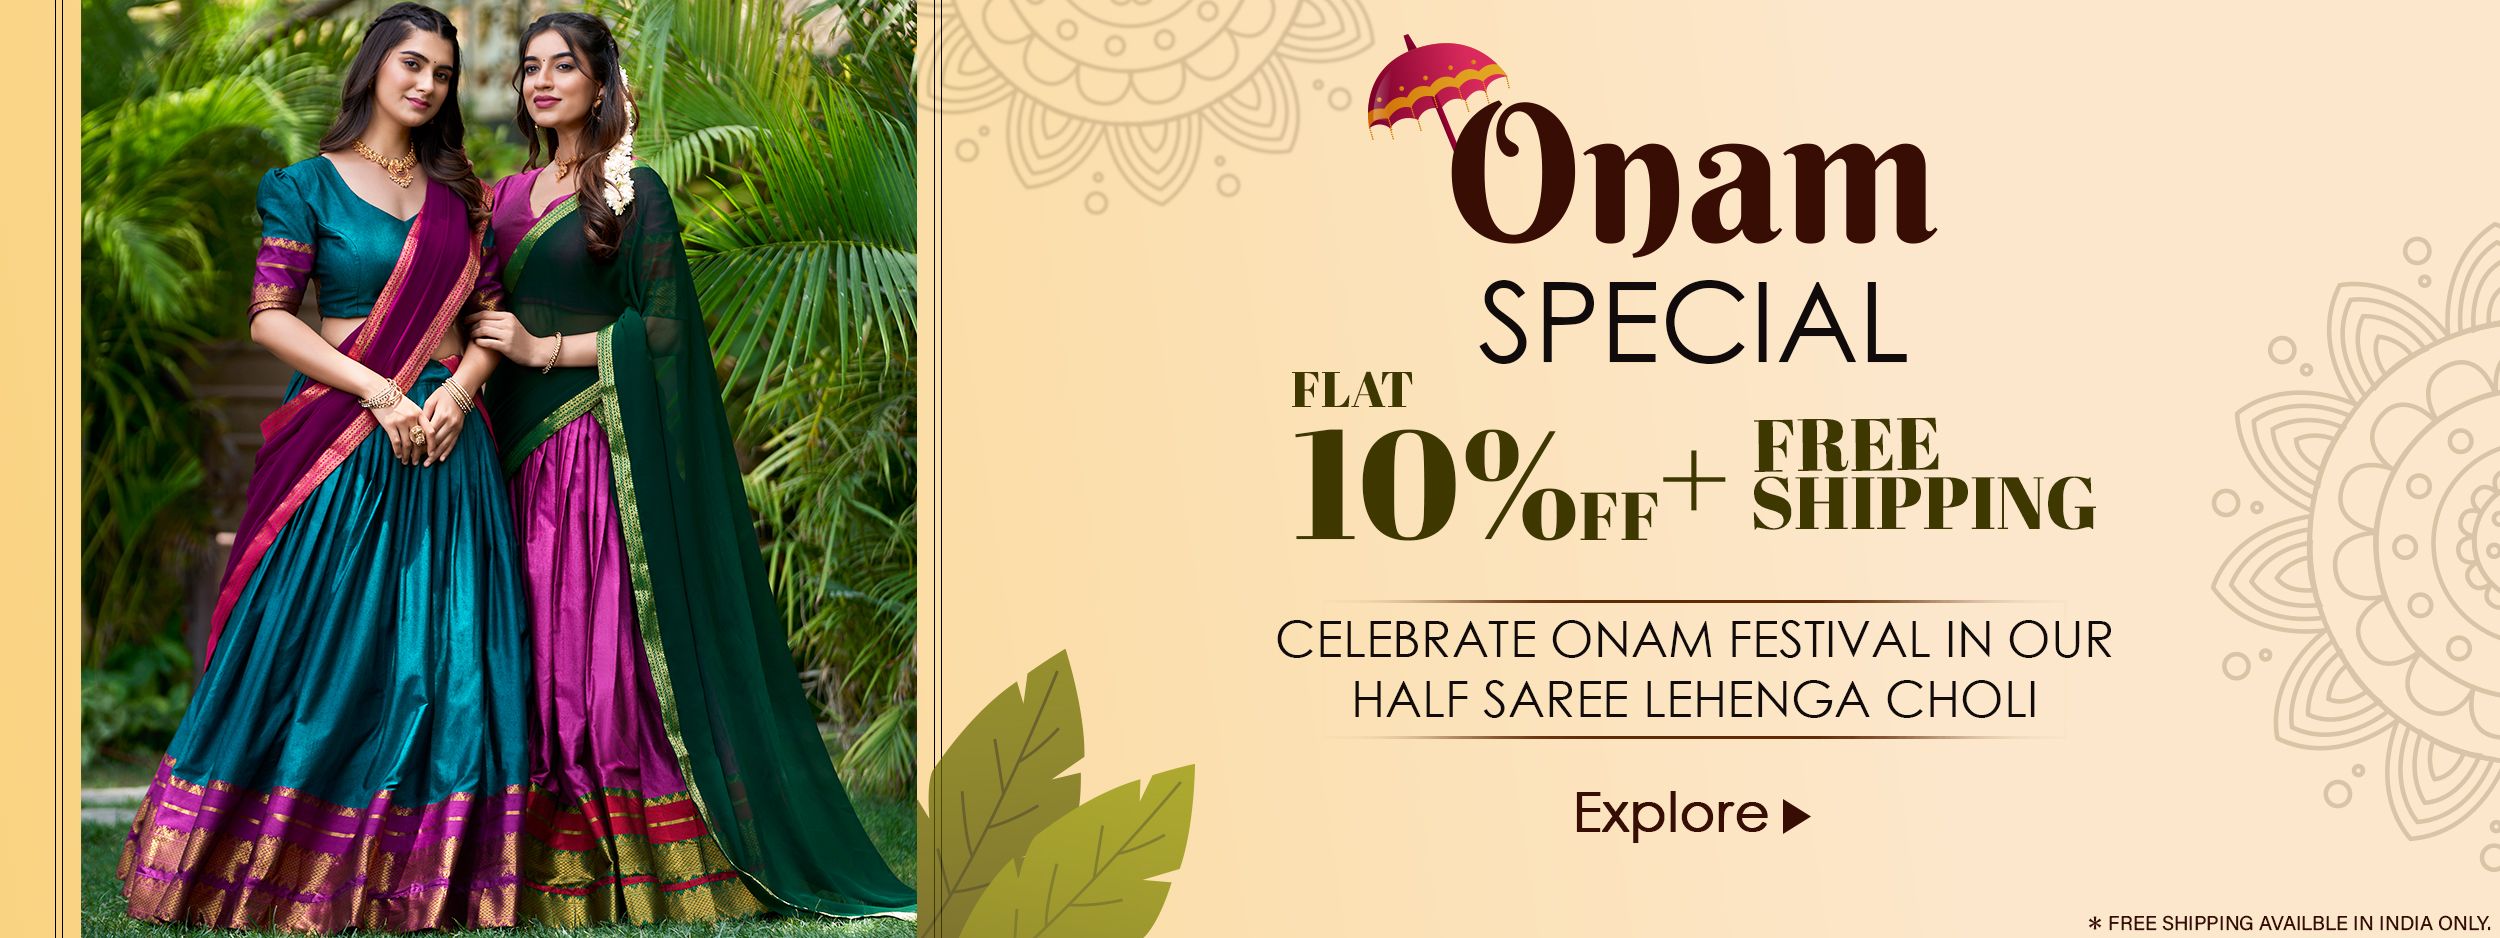 Onam
SPECIAL
FLAT
10% OFF + FREE SHIPPING
CELEBRATE ONAM FESTIVAL IN OUR
HALF SAREE LEHENGA CHOLI
Explore
* FREE SHIPPING AVAILBLE IN INDIA ONLY.